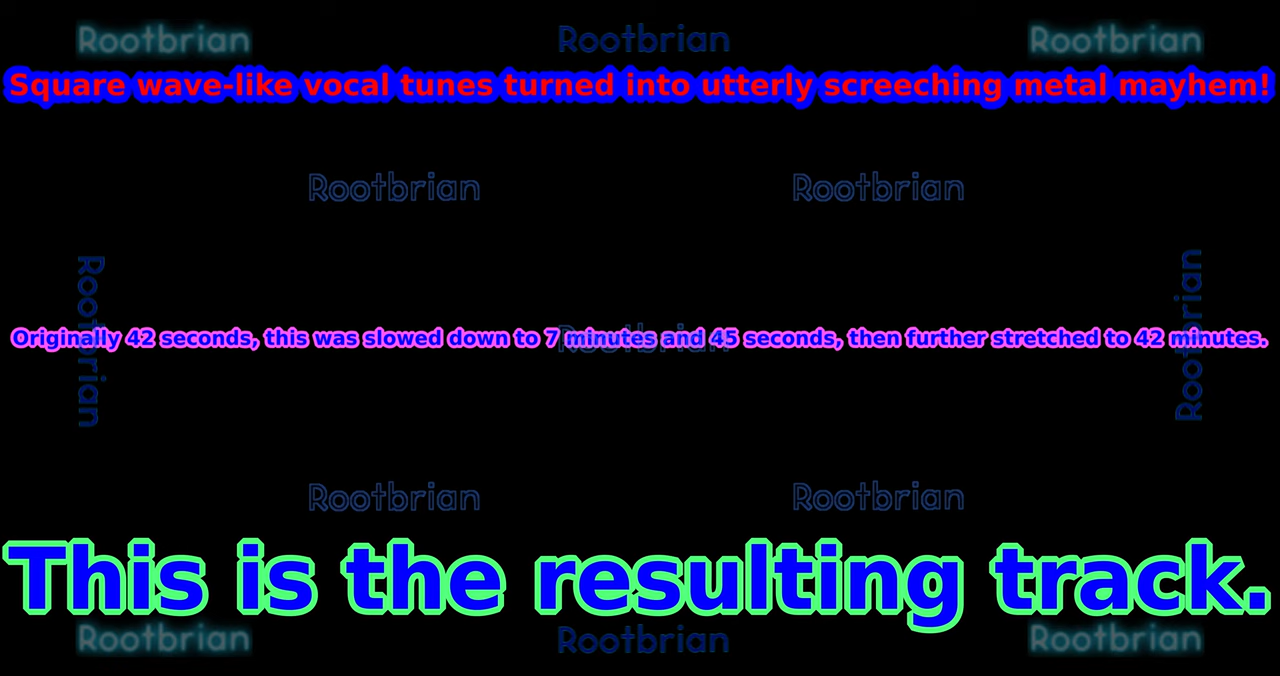 Rootbrian Rootbrian Rootbrian
Square wave-like vocal tunes turned into utterly screeching metal mayhem!
Rootbrian Rootbrian
Rootbrian
Originally 42 seconds, this was slowed down to 7 minutes and 45 seconds, then further stretched to 42 minutes.
Rootbrian
Rootbrian
Rootbrian Rootbrian
This is the resulting track.
Rootbrian Rootbrian Rootbrian